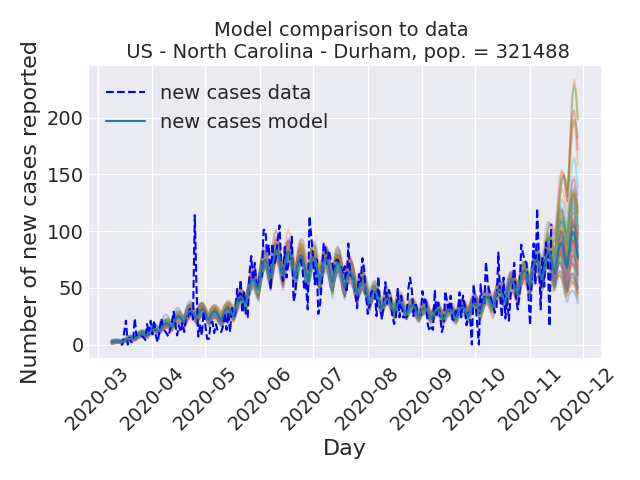 Model comparison to data
US - North Carolina - Durham, pop. = 321488
Number of new cases reported
200
150
100
50
0
new cases data
new cases model
2020-03
2020-04
2020-05
2020-06
2020-07
2020-08
2020-09
2020-10
2020-11
2020-12
Day